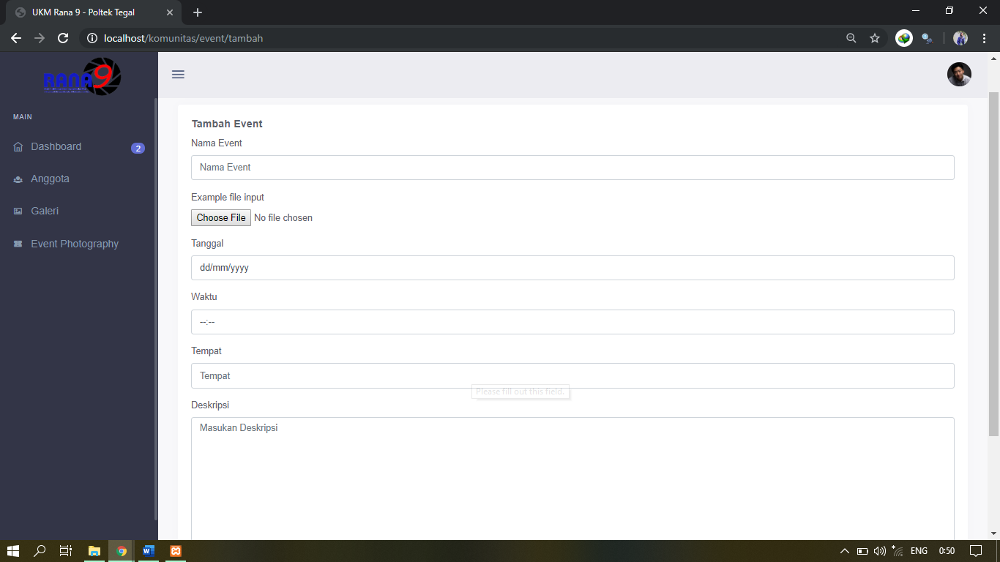 UKM Rana 9 - Poltek Tegal
localhost/komunitas/event/tambah
RANA 9
MAIN
Dashboard 2
Anggota
Galeri
Event Photography
Tambah Event
Nama Event
Nama Event
Example file input
Choose File No file chosen
Tanggal
dd/mm/yyyy
Waktu
--:--
Tempat
Tempat
Please fill out this field.
Deskripsi
Masukan Deskripsi
ENG 0:50